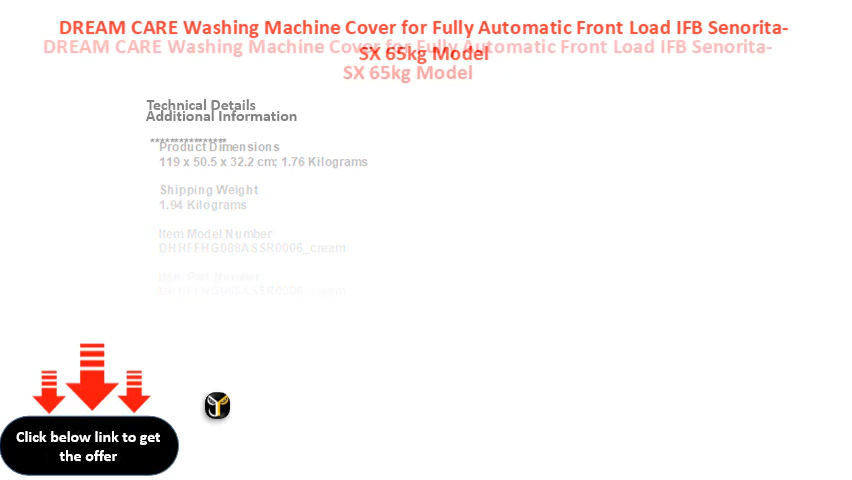 DREAM CARE Washing Machine Cover for Fully Automatic Front Load IFB Senorita-
DREAM CARE Washing Machine Cover for Fully Automatic Front Load IFB Senorita-
SX 65kg Model
SX 65kg Model
Technical Details
Additional Information
****************
Product Dimensions
119 x 50.5 x 32.2 cm; 1.76 Kilograms
Shipping Weight
1.94 Kilograms
Item Model Number
DHHFFHG088ASSR0006_cream
Part Number
Click below link to get
the offer